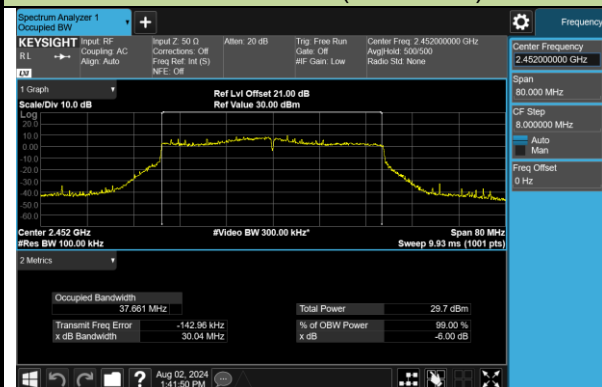 Spectrum Analyzer 1
Occupied BW
+
Frequency
KEYSIGHT
R L
LXI
Input: RF
Coupling: AC
Align: Auto
Input Z: 50 Ω
Corrections: Off
Freq Ref: Int (S)
NFE: Off
Atten: 20 dB
Trig: Free Run
Gate: Off
#IF Gain: Low
Center Freq: 2.452000000 GHz
Avg|Hold: 500/500
Radio Std: None
Center Frequency
2.452000000 GHz
Span
80.000 MHz
CF Step
8.000000 MHz
Auto
Man
Freq Offset
0 Hz
1 Graph
Scale/Div 10.0 dB
Ref Lvl Offset 21.00 dB
Ref Value 30.00 dBm
Log
20.0
10.0
0.00
-10.0
-20.0
-30.0
-40.0
-50.0
-60.0
Center 2.452 GHz
#Video BW 300.00 kHz*
Span 80 MHz
#Res BW 100.00 kHz
Sweep 9.93 ms (1001 pts)
2 Metrics
Occupied Bandwidth
37.661 MHz
Total Power 29.7 dBm
Transmit Freq Error -142.96 kHz
% of OBW Power 99.00 %
x dB Bandwidth 30.04 MHz
x dB -6.00 dB
?
Aug 02, 2024
1:41:50 PM